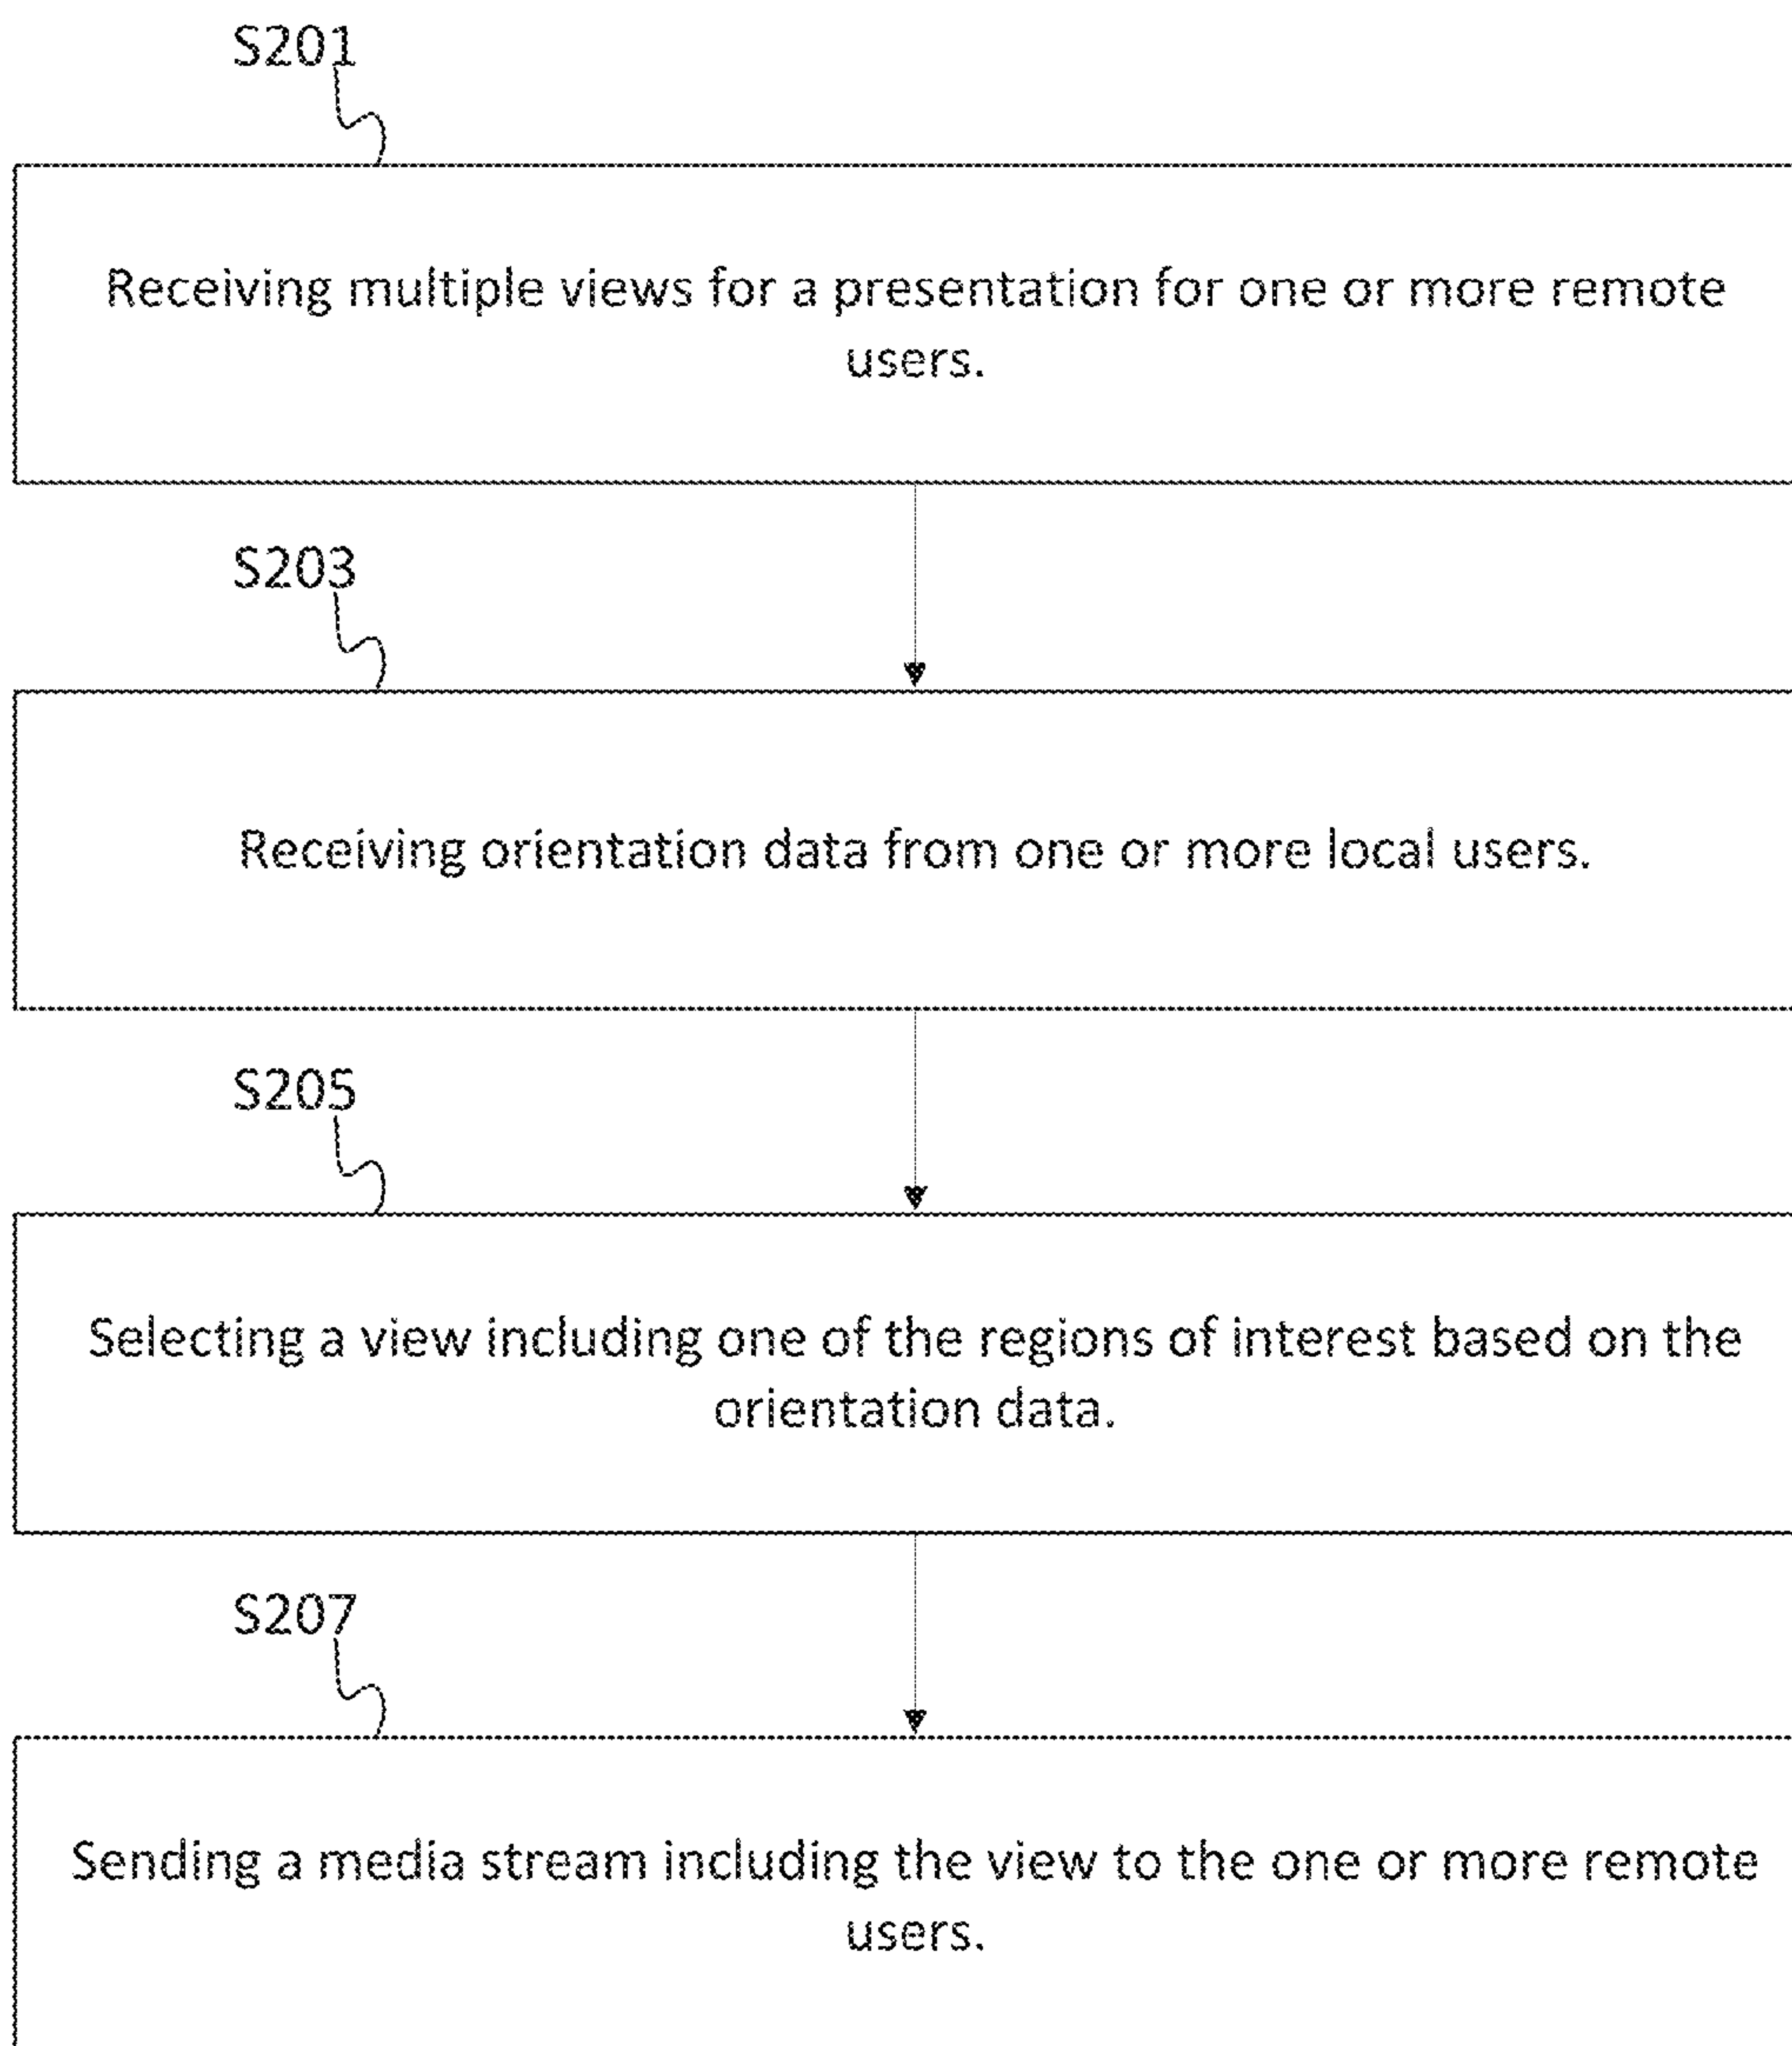 S201
Receiving multiple views for a presentation for one or more remote
users.
S203
Receiving orientation data from one or more local users.
S205
Selecting a view including one of the regions of interest based on the
orientation data.
S207
Sending a media stream including the view to the one or more remote
users.